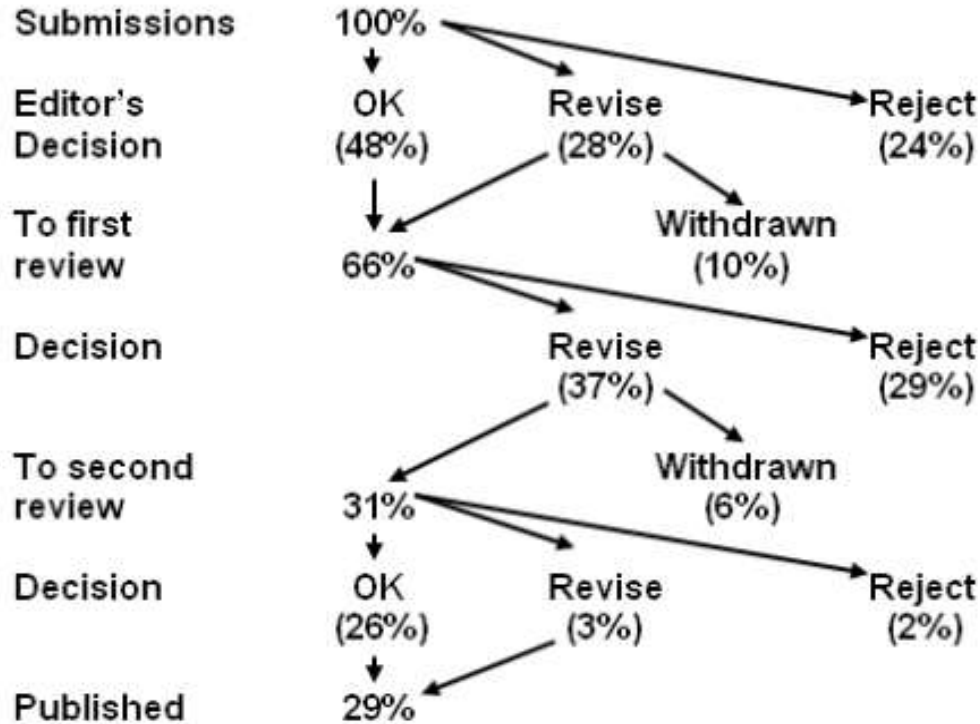 Submissions 100%
Editor's OK Revise Reject
Decision (48%) (28%) (24%)
To first Withdrawn
review 66% (10%)
Decision Revise Reject
(37%) (29%)
To second Withdrawn
review 31% (6%)
Decision OK Revise Reject
(26%) (3%) (2%)
Published 29%